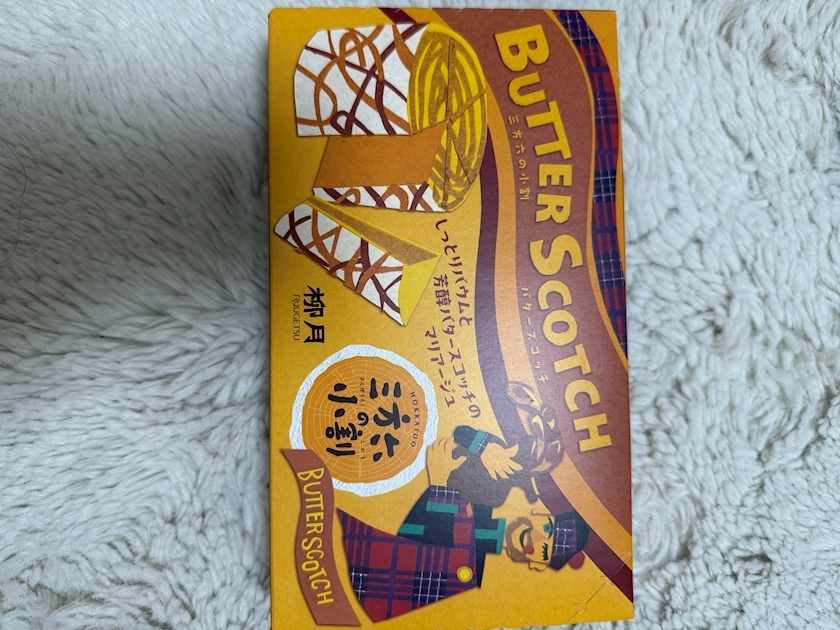 BUTTER SCOTCH
三方六の小割
バタースコッチ
しっとりバウムと
芳醇バタースコッチの
マリアージュ
柳月
RYUGETSU
HOKKAIDO
三方六
の
小割
BUTTERSCOTCH